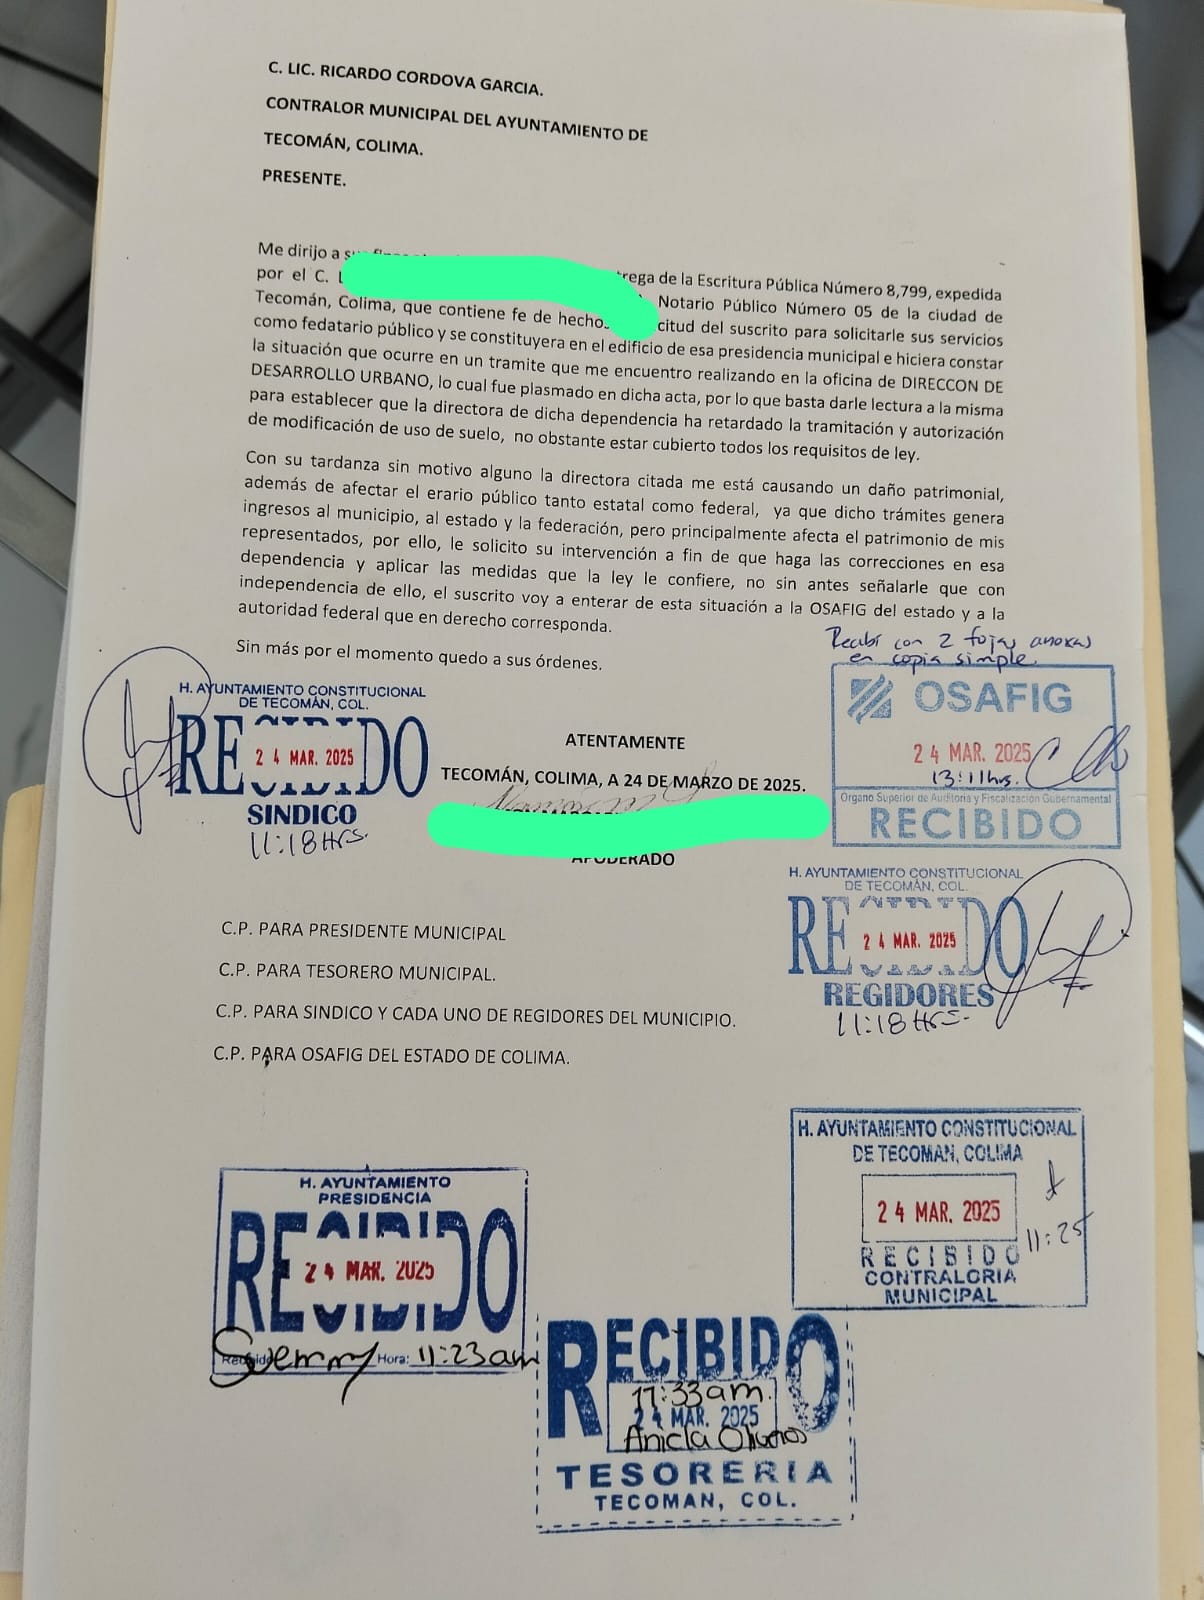 C. LIC. RICARDO CORDOVA GARCIA.
CONTRALOR MUNICIPAL DEL AYUNTAMIENTO DE
TECOMÁN, COLIMA.
PRESENTE.
Me dirijo a de la Escritura Pública Número 8,799, expedida
por el C. Notario Público Número 05 de la ciudad de
Tecomán, Colima, que contiene fe de hechos del suscrito para solicitarle sus servicios
como fedatario público y se constituyera en el edificio de esa presidencia municipal e hiciera constar
la situación que ocurre en un tramite que me encuentro realizando en la oficina de DIRECCON DE
DESARROLLO URBANO, lo cual fue plasmado en dicha acta, por lo que basta darle lectura a la misma
para establecer que la directora de dicha dependencia ha retardado la tramitación y autorización
de modificación de uso de suelo, no obstante estar cubierto todos los requisitos de ley.
Con su tardanza sin motivo alguno la directora citada me está causando un daño patrimonial,
además de afectar el erario público tanto estatal como federal, ya que dicho trámites genera
ingresos al municipio, al estado y la federación, pero principalmente afecta el patrimonio de mis
representados, por ello, le solicito su intervención a fin de que haga las correcciones en esa
dependencia y aplicar las medidas que la ley le confiere, no sin antes señalarle que con
independencia de ello, el suscrito voy a enterar de esta situación a la OSAFIG del estado y a la
autoridad federal que en derecho corresponda.
Sin más por el momento quedo a sus órdenes.
Recibí con 2 fojas anexas
en copia simple.
H. AYUNTAMIENTO CONSTITUCIONAL
DE TECOMAN, COL.
RECIBIDO
24 MAR. 2025
SINDICO
11:18 Hrs.
OSAFIG
24 MAR. 2025
13:11hrs.
Organo Superior de Auditoría y Fiscalización Gubernamental
RECIBIDO
ATENTAMENTE
TECOMÁN, COLIMA, A 24 DE MARZO DE 2025.
APODERADO
H. AYUNTAMIENTO CONSTITUCIONAL
DE TECOMAN, COL.
RECIBIDO
24 MAR. 2025
REGIDORES
11:18 Hrs.
C.P. PARA PRESIDENTE MUNICIPAL
C.P. PARA TESORERO MUNICIPAL.
C.P. PARA SINDICO Y CADA UNO DE REGIDORES DEL MUNICIPIO.
C.P. PARA OSAFIG DEL ESTADO DE COLIMA.
H. AYUNTAMIENTO CONSTITUCIONAL
DE TECOMAN, COLIMA
24 MAR. 2025
11:25
RECIBIDO
CONTRALORIA
MUNICIPAL
H. AYUNTAMIENTO
PRESIDENCIA
RECIBIDO
24 MAR. 2025
Hora: 11:23am
RECIBIDO
11:33am.
24 MAR. 2025
TESORERIA
TECOMAN, COL.